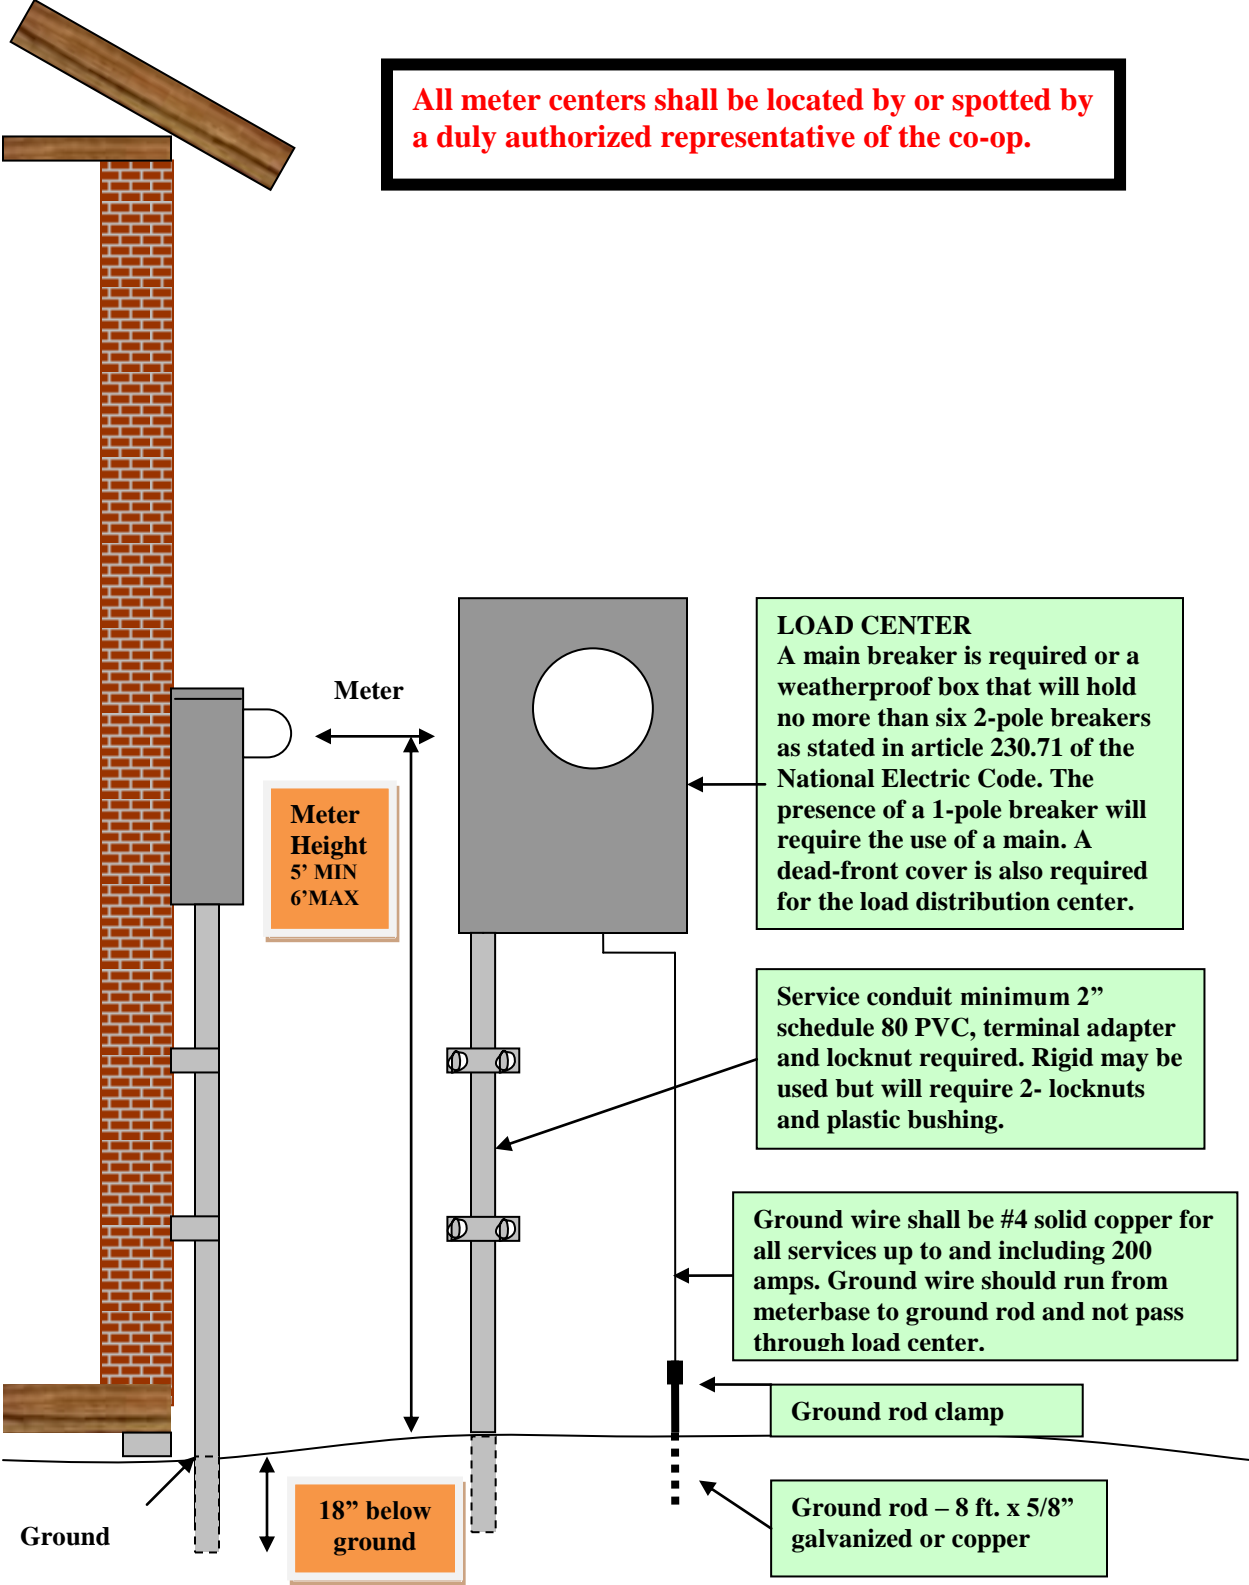 All meter centers shall be located by or spotted by
a duly authorized representative of the co-op.
Meter
Meter
Height
5’ MIN
6’MAX
LOAD CENTER
A main breaker is required or a
weatherproof box that will hold
no more than six 2-pole breakers
as stated in article 230.71 of the
National Electric Code. The
presence of a 1-pole breaker will
require the use of a main. A
dead-front cover is also required
for the load distribution center.
Service conduit minimum 2”
schedule 80 PVC, terminal adapter
and locknut required. Rigid may be
used but will require 2- locknuts
and plastic bushing.
Ground wire shall be #4 solid copper for
all services up to and including 200
amps. Ground wire should run from
meterbase to ground rod and not pass
through load center.
Ground rod clamp
Ground rod – 8 ft. x 5/8”
galvanized or copper
18” below
ground
Ground